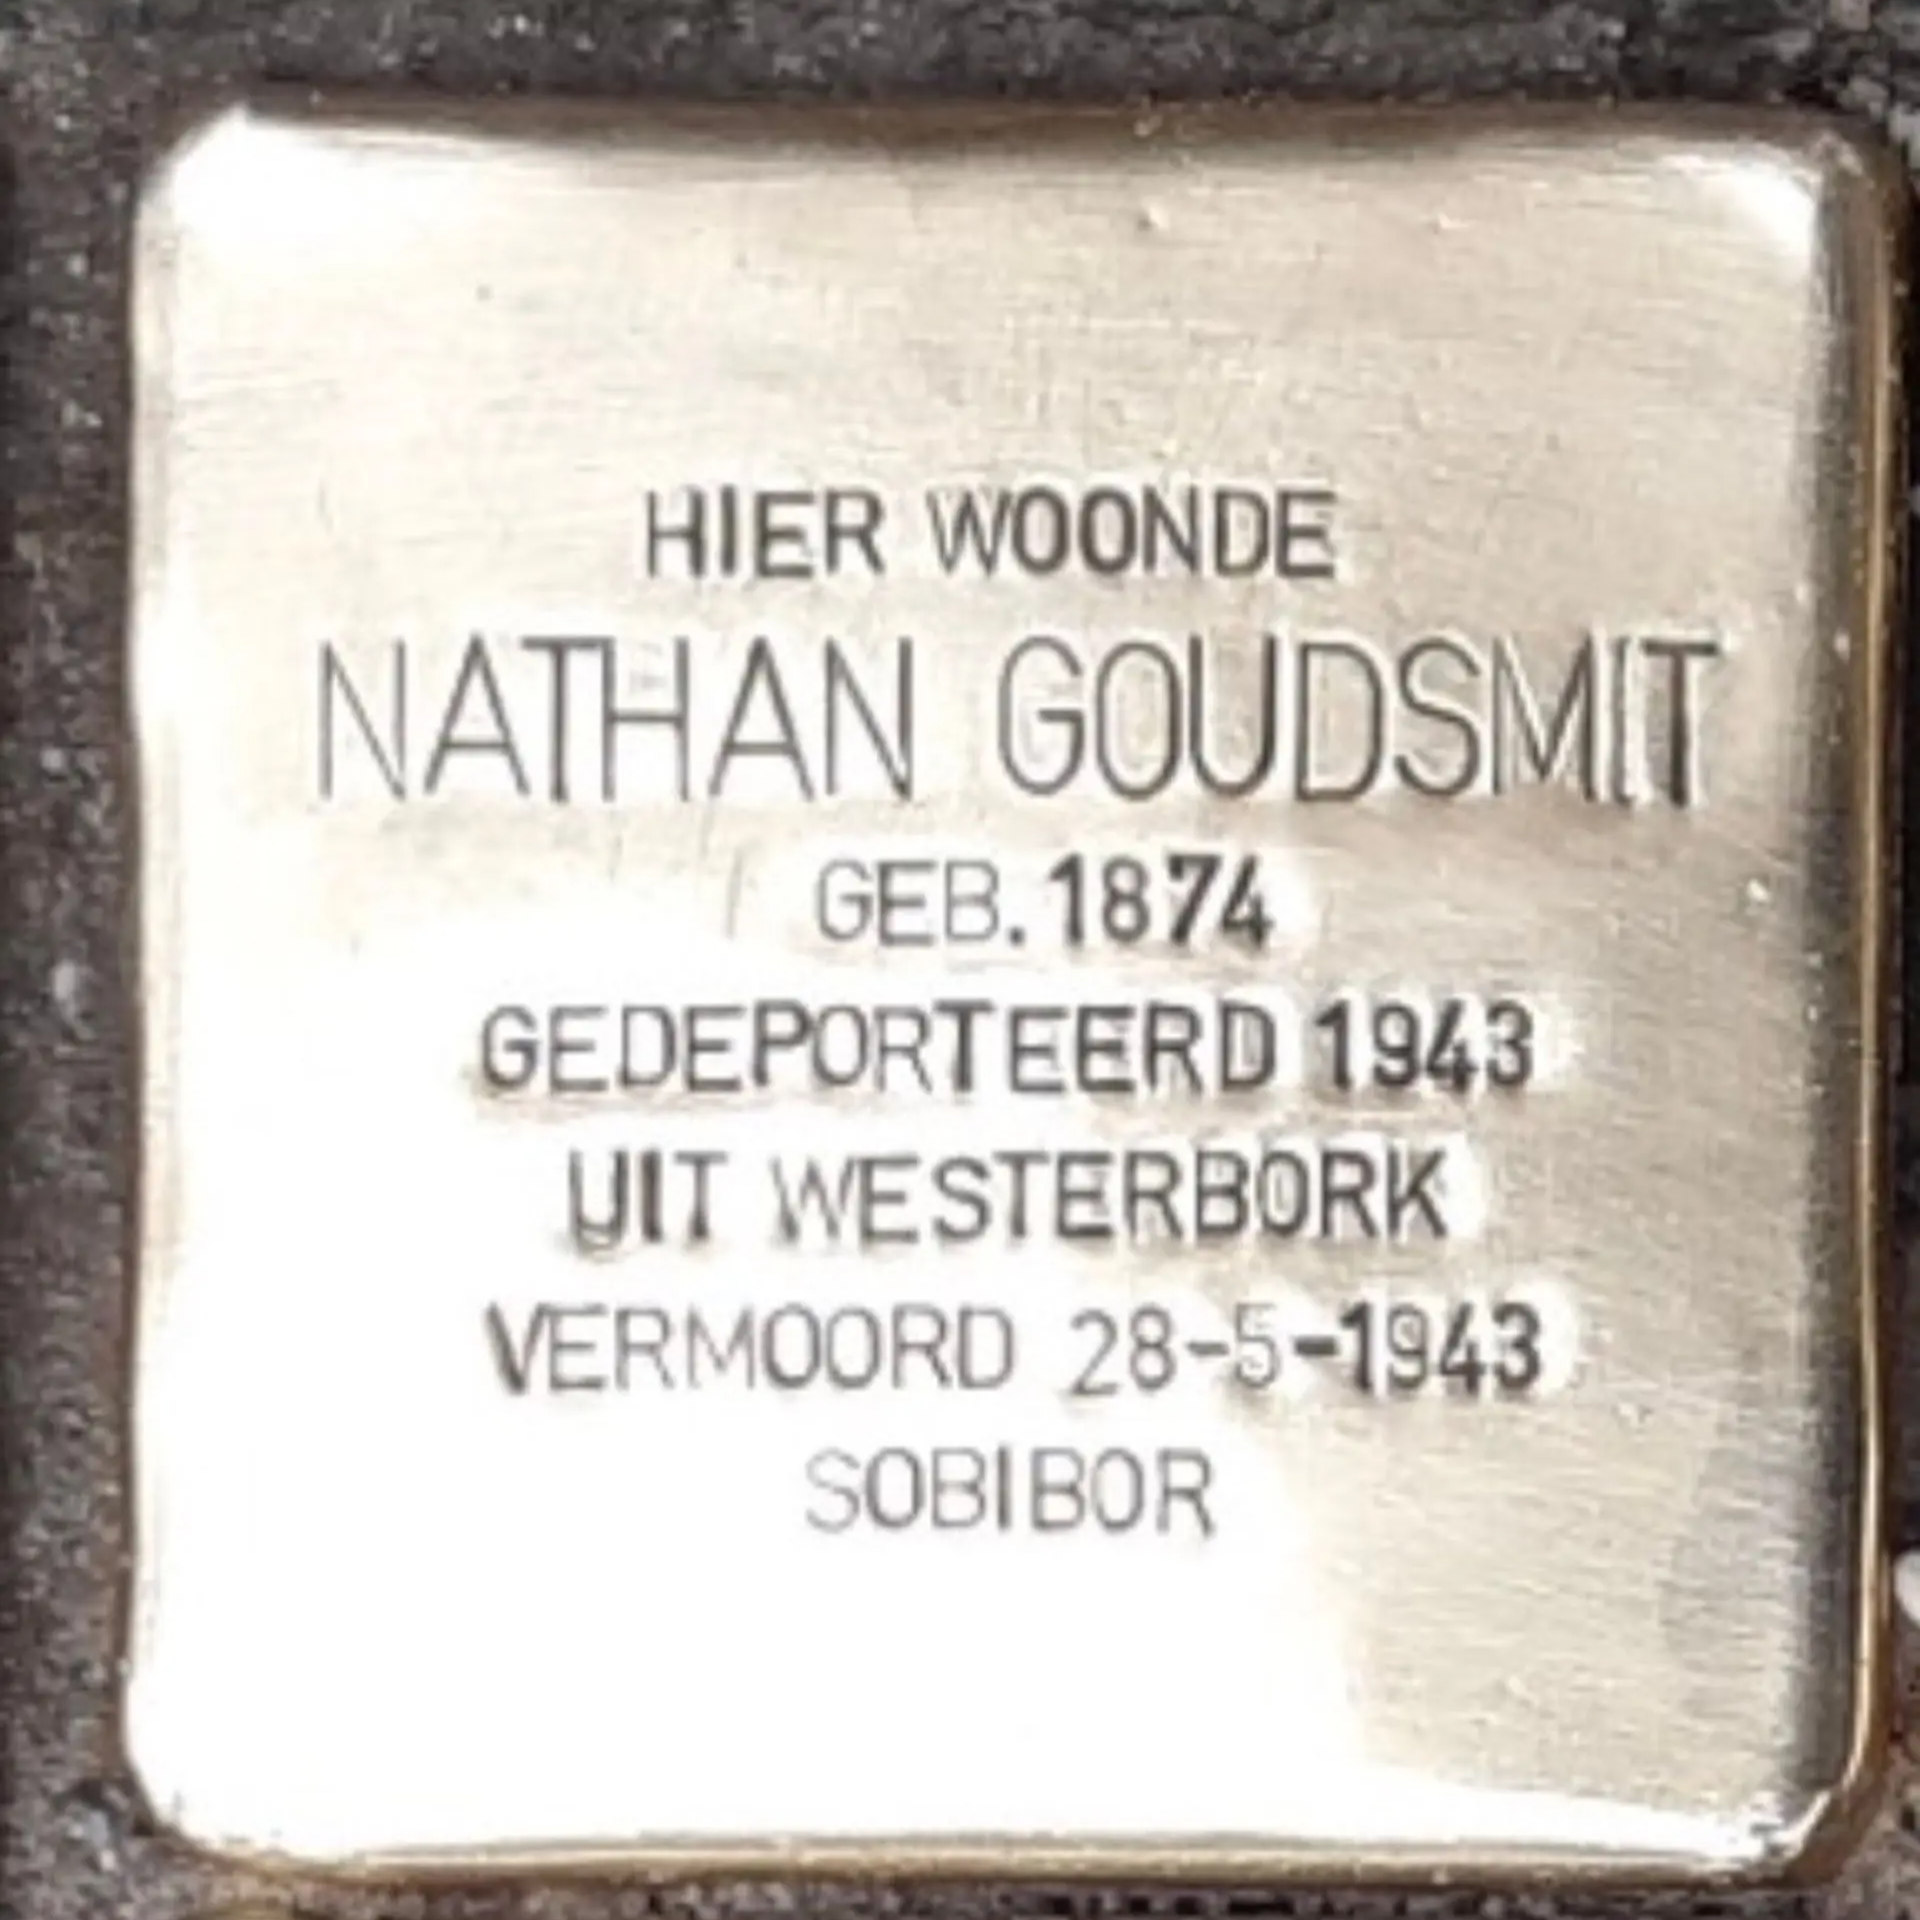 HIER WOONDE
NATHAN GOUDSMIT
GEB. 1874
GEDEPORTEERD 1943
UIT WESTERBORK
VERMOORD 28-5-1943
SOBIBOR